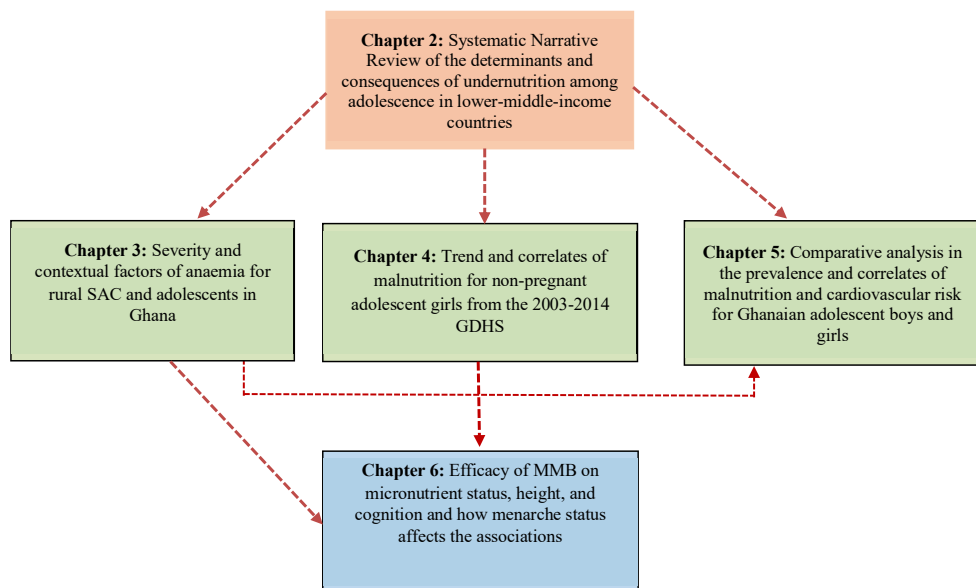 Chapter 2: Systematic Narrative
Review of the determinants and
consequences of undernutrition among
adolescence in lower-middle-income
countries
Chapter 3: Severity and
contextual factors of anaemia for
rural SAC and adolescents in
Ghana
Chapter 4: Trend and correlates of
malnutrition for non-pregnant
adolescent girls from the 2003-2014
GDHS
Chapter 5: Comparative analysis in
the prevalence and correlates of
malnutrition and cardiovascular risk
for Ghanaian adolescent boys and
girls
Chapter 6: Efficacy of MMB on
micronutrient status, height, and
cognition and how menarche status
affects the associations